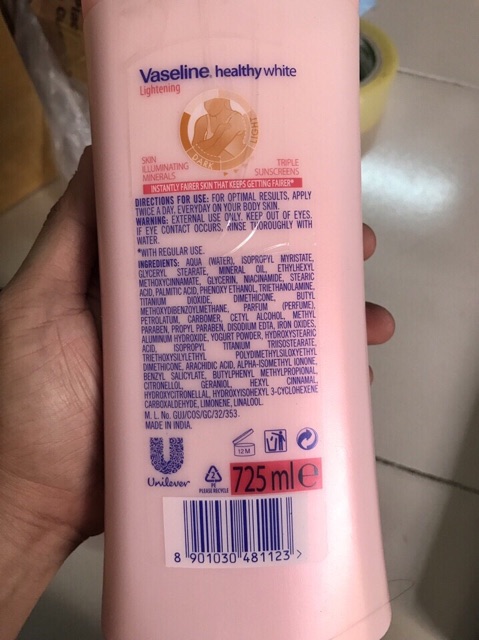 Vaseline. healthy white
Lightening
LIGHT
DARK
SKIN
ILLUMINATING
MINERALS
TRIPLE
SUNSCREENS
INSTANTLY FAIRER SKIN THAT KEEPS GETTING FAIRER*
DIRECTIONS FOR USE: FOR OPTIMAL RESULTS, APPLY
TWICE A DAY, EVERYDAY ON YOUR BODY SKIN.
WARNING: EXTERNAL USE ONLY. KEEP OUT OF EYES.
IF EYE CONTACT OCCURS, RINSE THOROUGHLY WITH
WATER.
*WITH REGULAR USE.
INGREDIENTS: AQUA (WATER), ISOPROPYL MYRISTATE,
GLYCERYL STEARATE, MINERAL OIL, ETHYLHEXYL
METHOXYCINNAMATE, GLYCERIN, NIACINAMIDE, STEARIC
ACID, PALMITIC ACID, PHENOXY ETHANOL, TRIETHANOLAMINE,
TITANIUM DIOXIDE, DIMETHICONE, BUTYL
METHOXYDIBENZYLMETHANE, PARFUM (PERFUME),
PETROLATUM, CARBOMER, CETYL ALCOHOL, METHYL
PARABEN, PROPYL PARABEN, DISODIUM EDTA, IRON OXIDES,
ALUMINUM HYDROXIDE, YOGURT POWDER, HYDROXYSTEARIC
ACID, ISOPROPYL TITANIUM TRIISOSTEARATE,
TRIETHOXYSILYLETHYL POLYDIMETHYLSILOXYETHYL
DIMETHICONE, ARACHIDIC ACID, ALPHA-ISOMETHYL IONONE,
BENZYL SALICYLATE, BUTYLPHENYL METHYLPROPIONAL,
CITRONELLOL, GERANIOL, HEXYL CINNAMAL,
HYDROXYCITRONELLAL, HYDROXYISOHEXYL 3-CYCLOHEXENE
CARBOXALDEHYDE, LIMONENE, LINALOOL.
M. L. No. GUJ/COS/GC/32/353.
MADE IN INDIA.
12 M
Unilever
2
PE
PLEASE RECYCLE
725 ml e
8 901030 481123 >